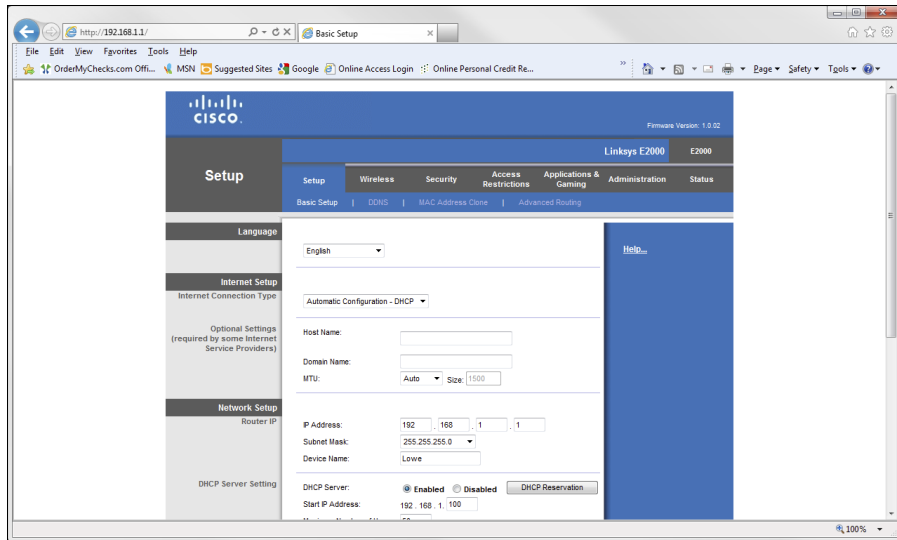 http://192.168.1.1/
Basic Setup
File Edit View Favorites Tools Help
OrderMyChecks.com Offi... MSN Suggested Sites Google Online Access Login Online Personal Credit Re... » Page Safety Tools
CISCO
Firmware Version: 1.0.02
Linksys E2000 E2000
Setup
Setup Wireless Security Access Restrictions Applications & Gaming Administration Status
Basic Setup | DDNS | MAC Address Clone | Advanced Routing
Language
English
Help...
Internet Setup
Internet Connection Type
Automatic Configuration - DHCP
Optional Settings
(required by some Internet
Service Providers)
Host Name:
Domain Name:
MTU: Auto Size: 1500
Network Setup
Router IP
IP Address: 192 . 168 . 1 . 1
Subnet Mask: 255.255.255.0
Device Name: Lowe
DHCP Server Setting
DHCP Server: Enabled Disabled DHCP Reservation
Start IP Address: 192 . 168 . 1. 100
100%